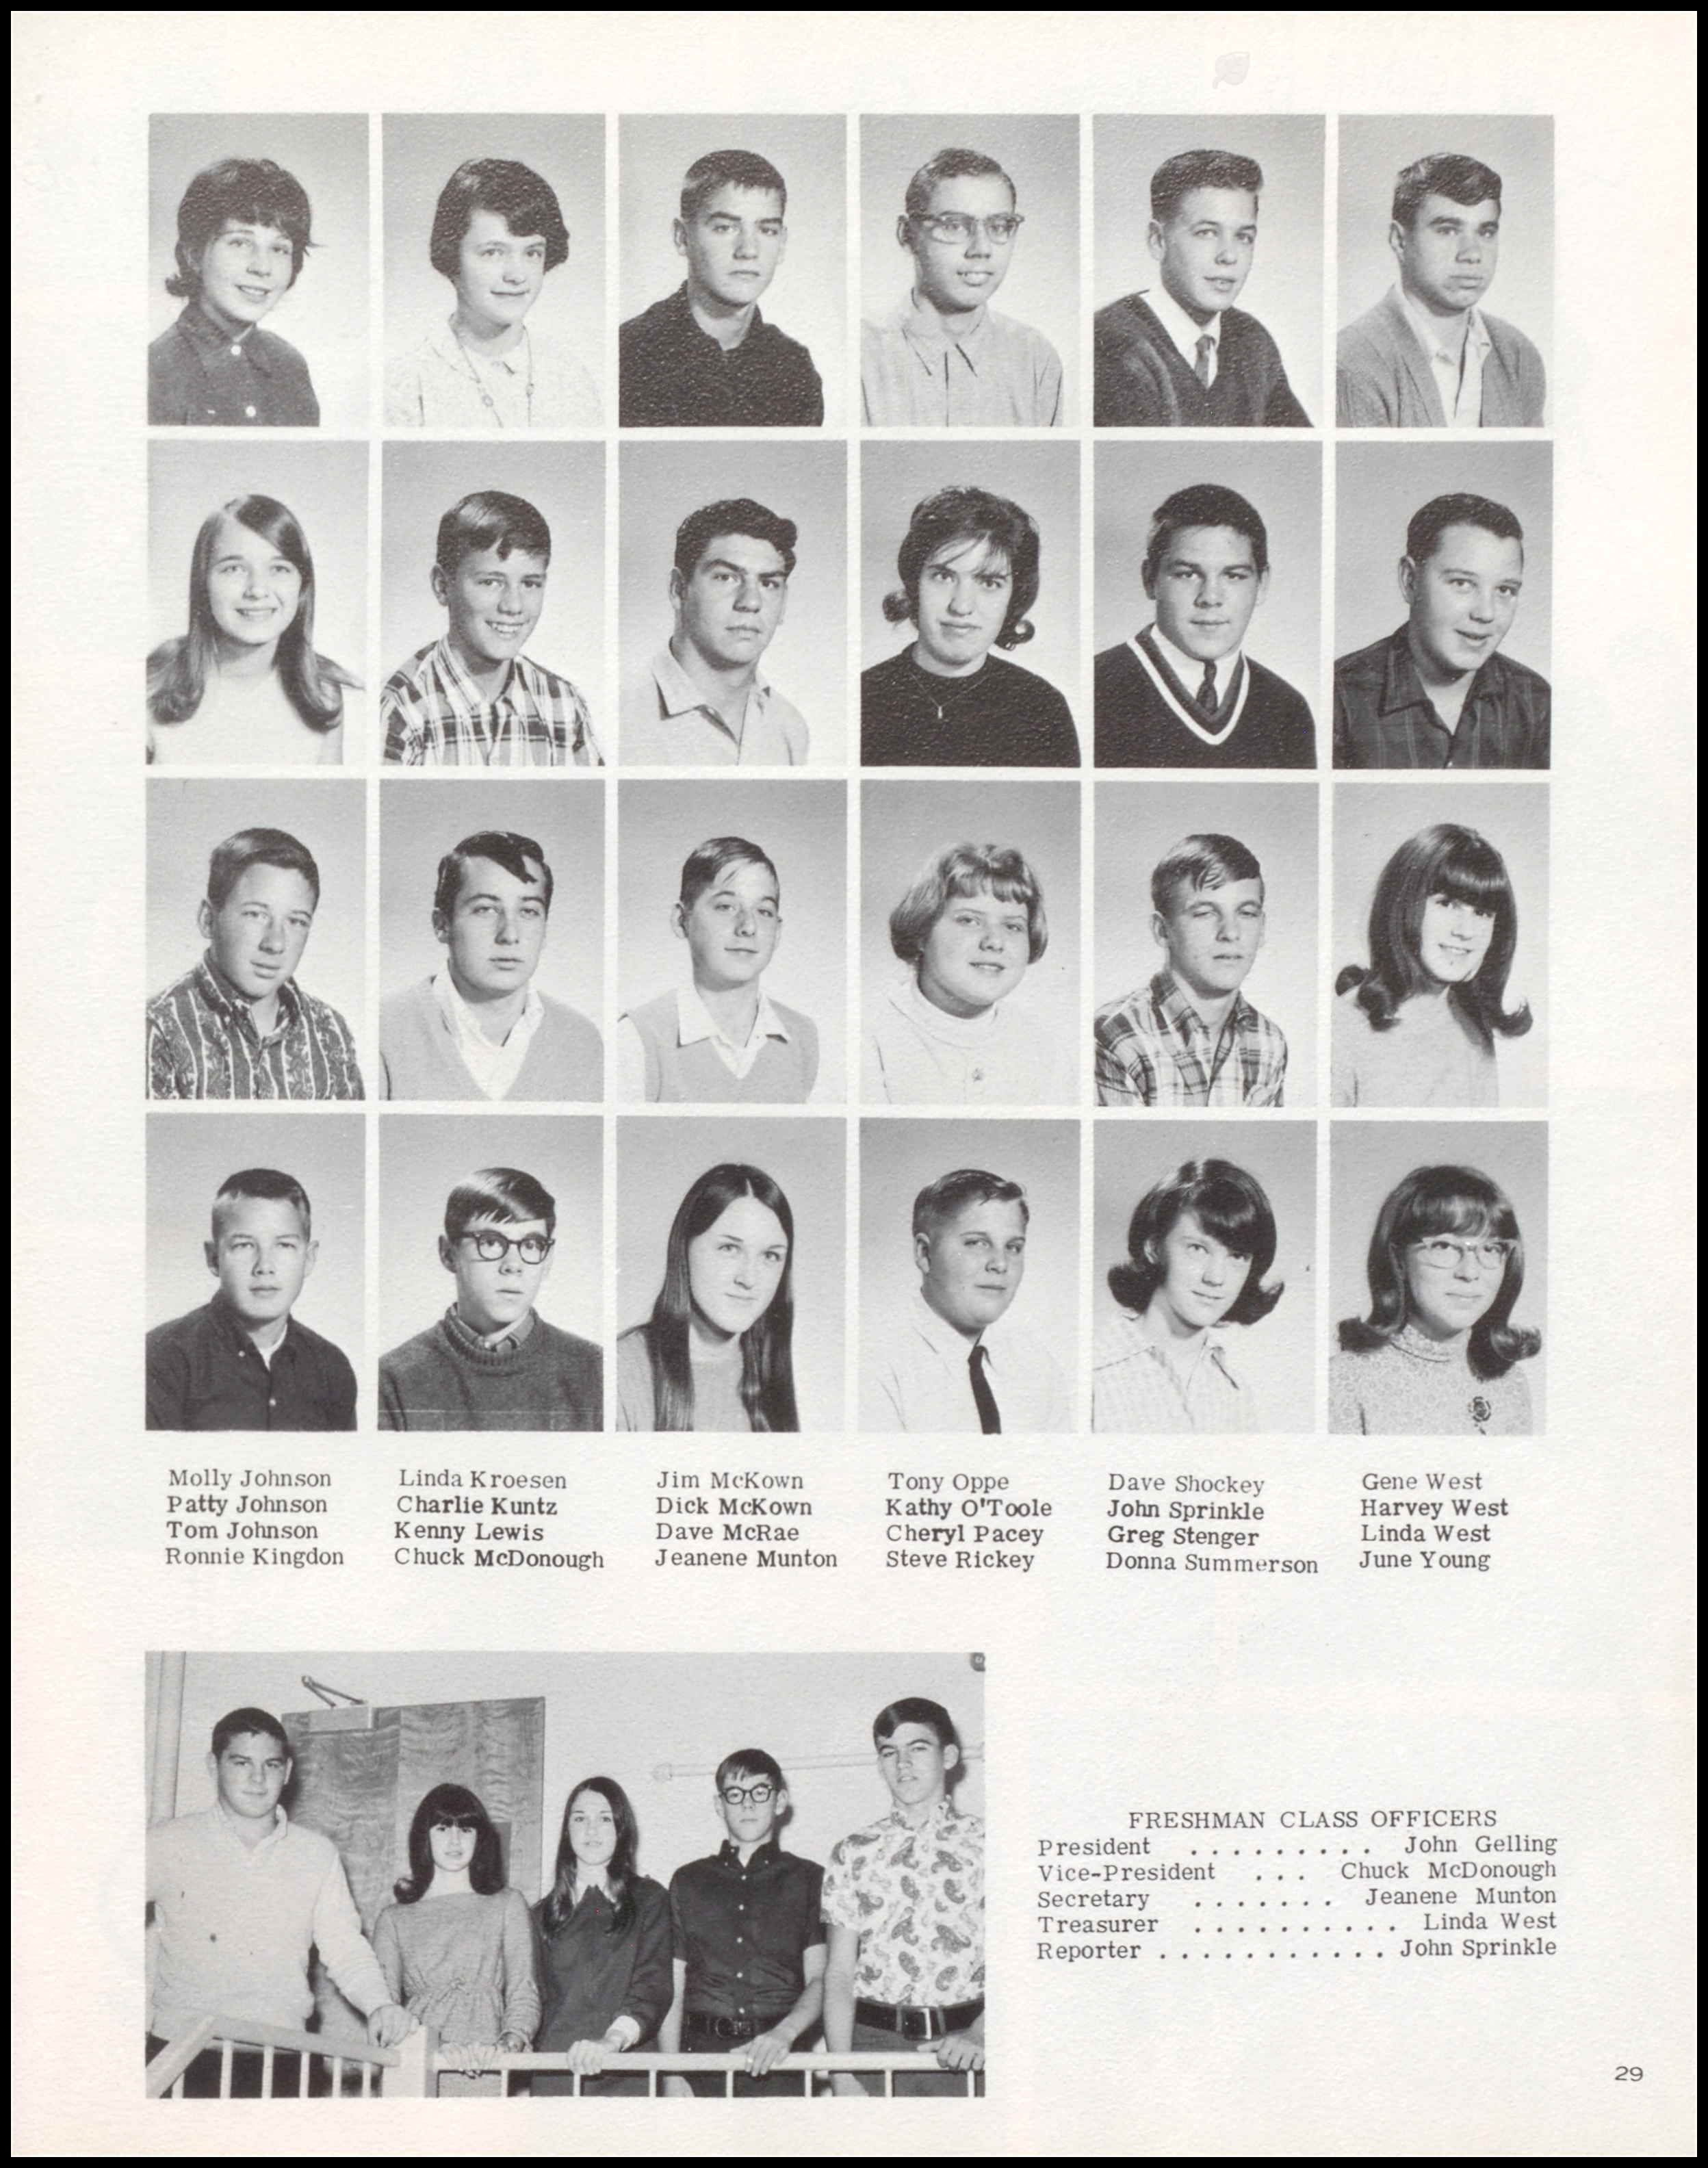 Molly Johnson Linda Kroesen Jim McKown Tony Oppe Dave Shockey Gene West
Patty Johnson Charlie Kuntz Dick McKown Kathy O'Toole John Sprinkle Harvey West
Tom Johnson Kenny Lewis Dave McRae Cheryl Pacey Greg Stenger Linda West
Ronnie Kingdon Chuck McDonough Jeanene Munton Steve Rickey Donna Summerson June Young
FRESHMAN CLASS OFFICERS
President . . . . . . . . . John Gelling
Vice-President . . . Chuck McDonough
Secretary . . . . . . . Jeanene Munton
Treasurer . . . . . . . . . . Linda West
Reporter . . . . . . . . . . . John Sprinkle
29